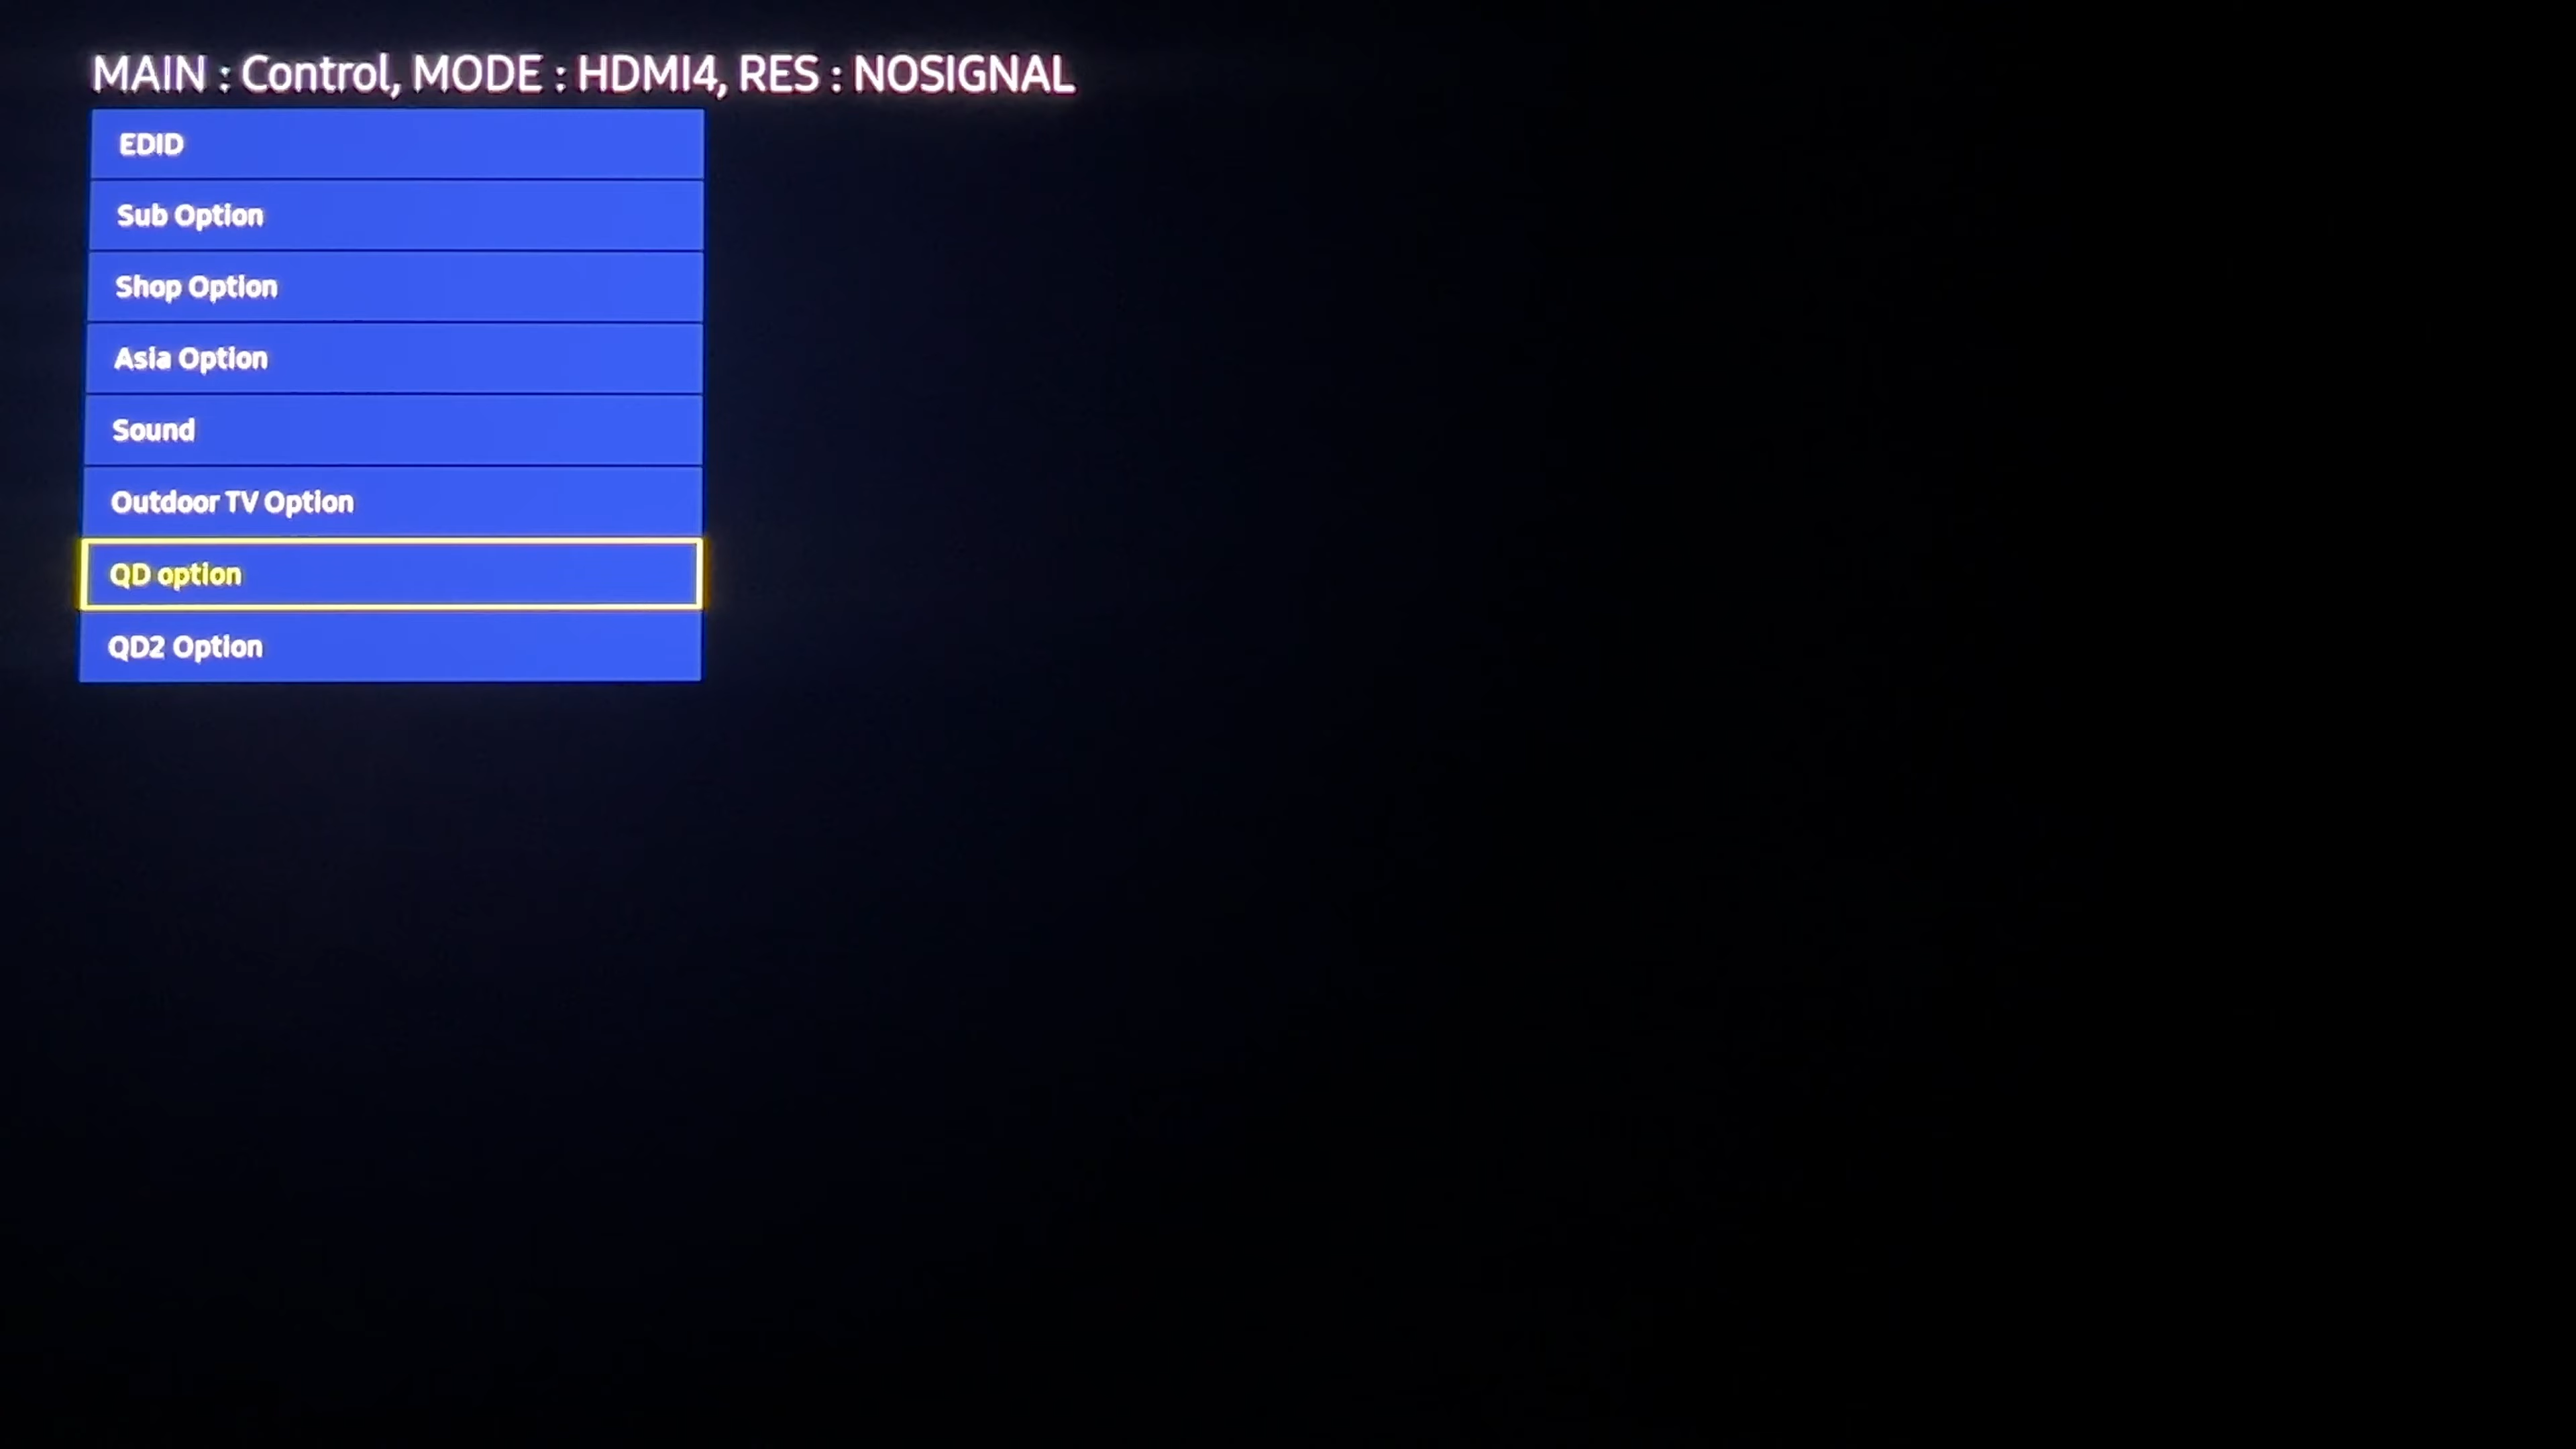 MAIN : Control, MODE : HDMI4, RES : NOSIGNAL
EDID
Sub Option
Shop Option
Asia Option
Sound
Outdoor TV Option
QD option
QD2 Option